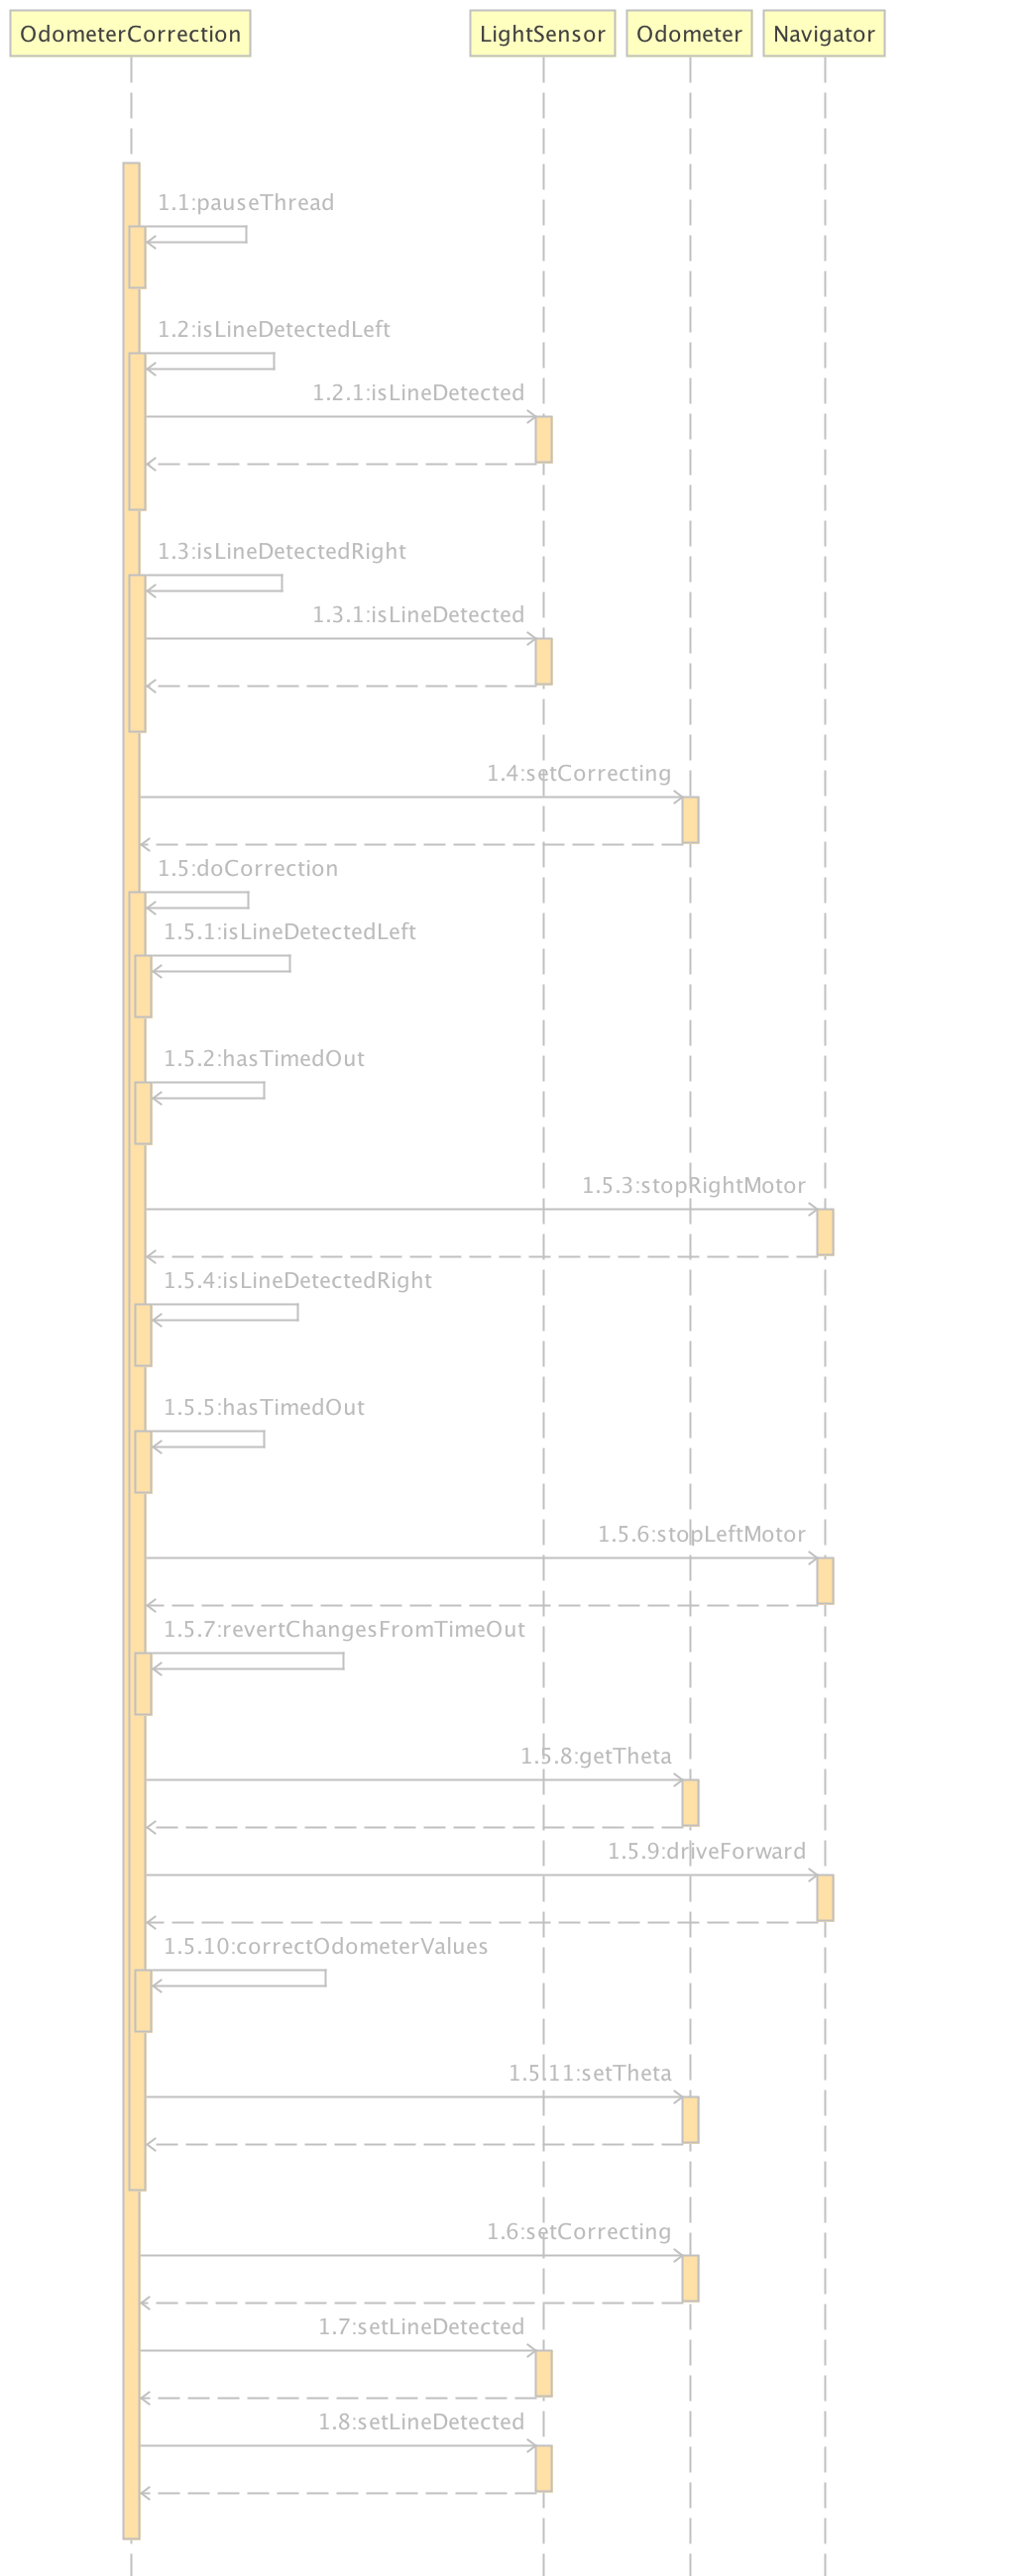 OdometerCorrection
LightSensor
Odometer
Navigator
1.1:pauseThread
1.2:isLineDetectedLeft
1.2.1:isLineDetected
1.3:isLineDetectedRight
1.3.1:isLineDetected
1.4:setCorrecting
1.5:doCorrection
1.5.1:isLineDetectedLeft
1.5.2:hasTimedOut
1.5.3:stopRightMotor
1.5.4:isLineDetectedRight
1.5.5:hasTimedOut
1.5.6:stopLeftMotor
1.5.7:revertChangesFromTimeOut
1.5.8:getTheta
1.5.9:driveForward
1.5.10:correctOdometerValues
1.5.11:setTheta
1.6:setCorrecting
1.7:setLineDetected
1.8:setLineDetected